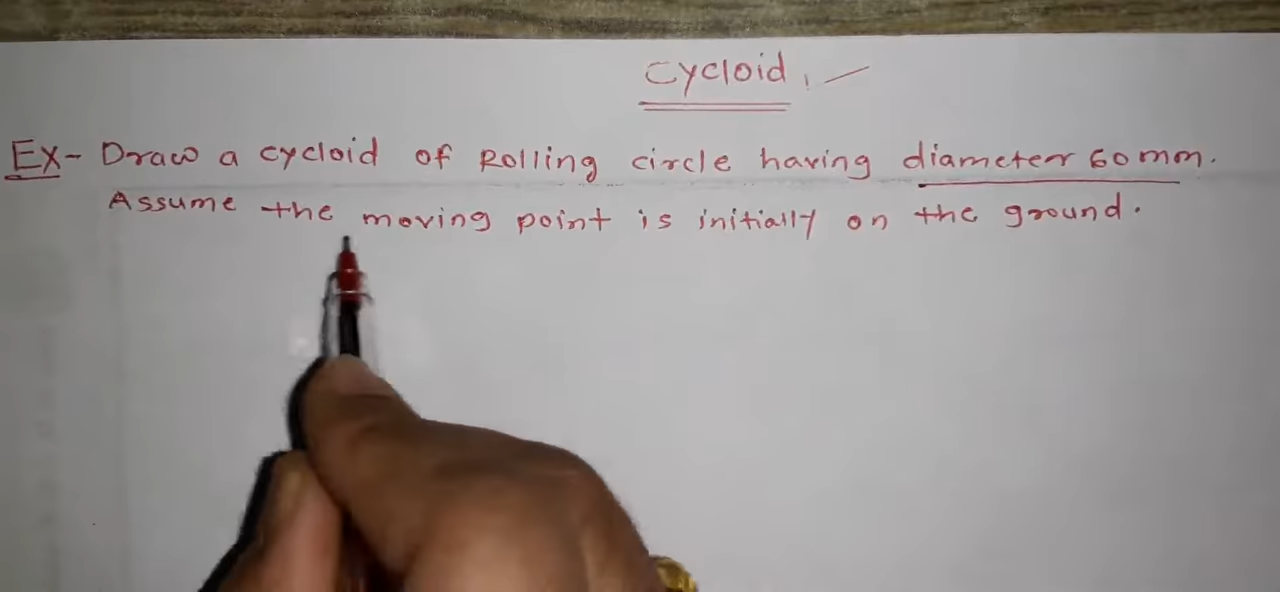 Cycloid.
Ex- Draw a cycloid of Rolling circle having diameter 60mm.
Assume the moving point is initially on the ground.